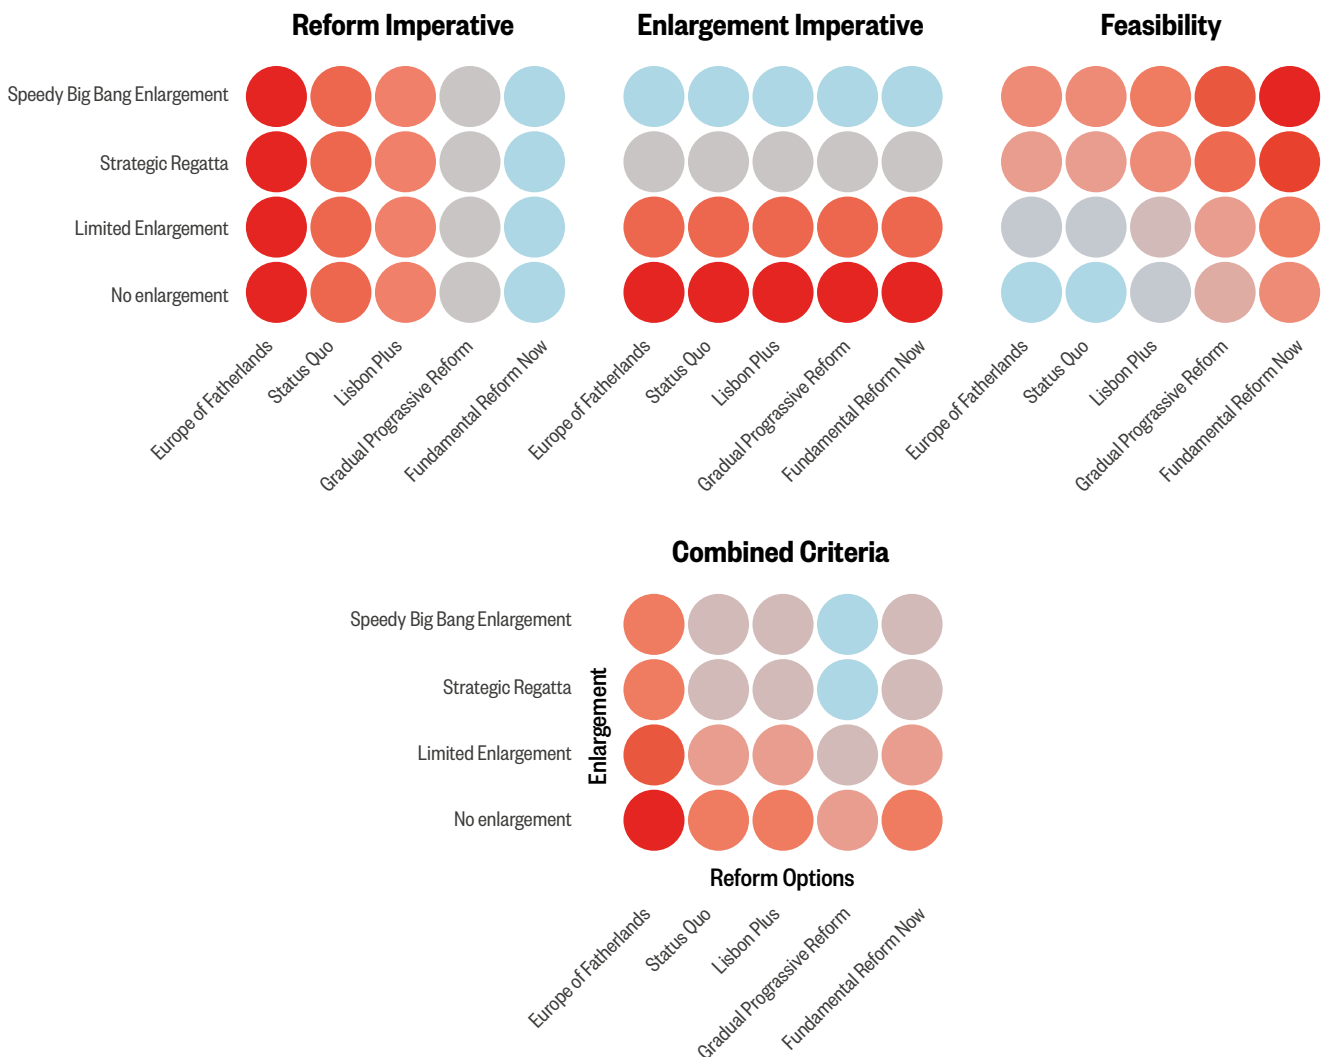 Reform Imperative
Enlargement Imperative
Feasibility
Speedy Big Bang Enlargement
Strategic Regatta
Limited Enlargement
No enlargement
Europe of Fatherlands
Status Quo
Lisbon Plus
Gradual Prograssive Reform
Fundamental Reform Now
Europe of Fatherlands
Status Quo
Lisbon Plus
Gradual Prograssive Reform
Fundamental Reform Now
Europe of Fatherlands
Status Quo
Lisbon Plus
Gradual Prograssive Reform
Fundamental Reform Now
Combined Criteria
Speedy Big Bang Enlargement
Strategic Regatta
Limited Enlargement
No enlargement
Enlargement
Reform Options
Europe of Fatherlands
Status Quo
Lisbon Plus
Gradual Prograssive Reform
Fundamental Reform Now